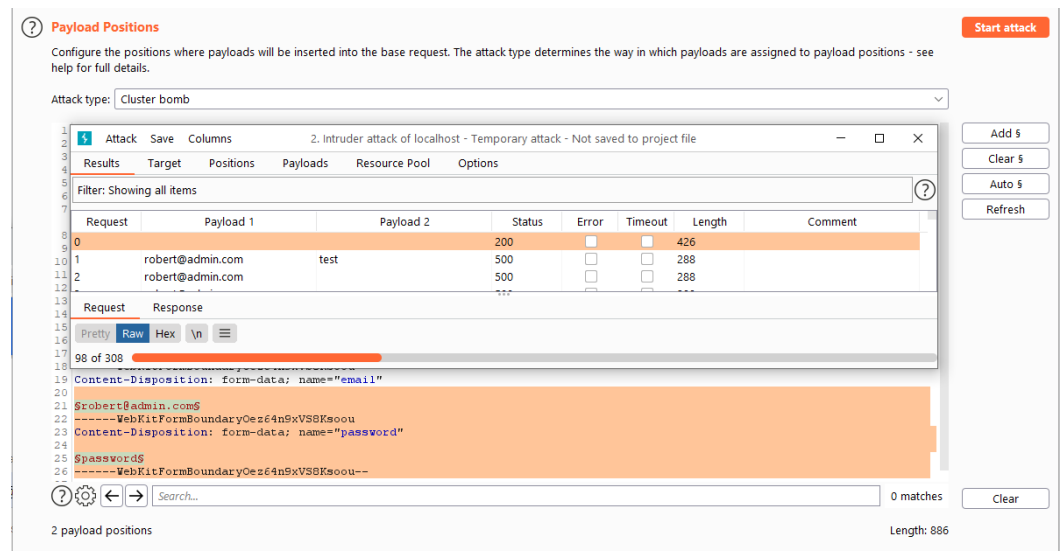 Payload Positions
Start attack
Configure the positions where payloads will be inserted into the base request. The attack type determines the way in which payloads are assigned to payload positions - see
help for full details.
Attack type: Cluster bomb
Add §
Clear §
Auto §
Refresh
Attack Save Columns 2. Intruder attack of localhost - Temporary attack - Not saved to project file
Results Target Positions Payloads Resource Pool Options
Filter: Showing all items
Request Payload 1 Payload 2 Status Error Timeout Length Comment
0 200 426
1 robert@admin.com test 500 288
2 robert@admin.com 500 288
Request Response
Pretty Raw Hex \n
98 of 308
19 Content-Disposition: form-data; name="email"
20
21 §robert@admin.com§
22 ------WebKitFormBoundaryOez64n9xVS8Ksoou
23 Content-Disposition: form-data; name="password"
24
25 §password§
26 ------WebKitFormBoundaryOez64n9xVS8Ksoou--
Search...
0 matches
Clear
2 payload positions
Length: 886